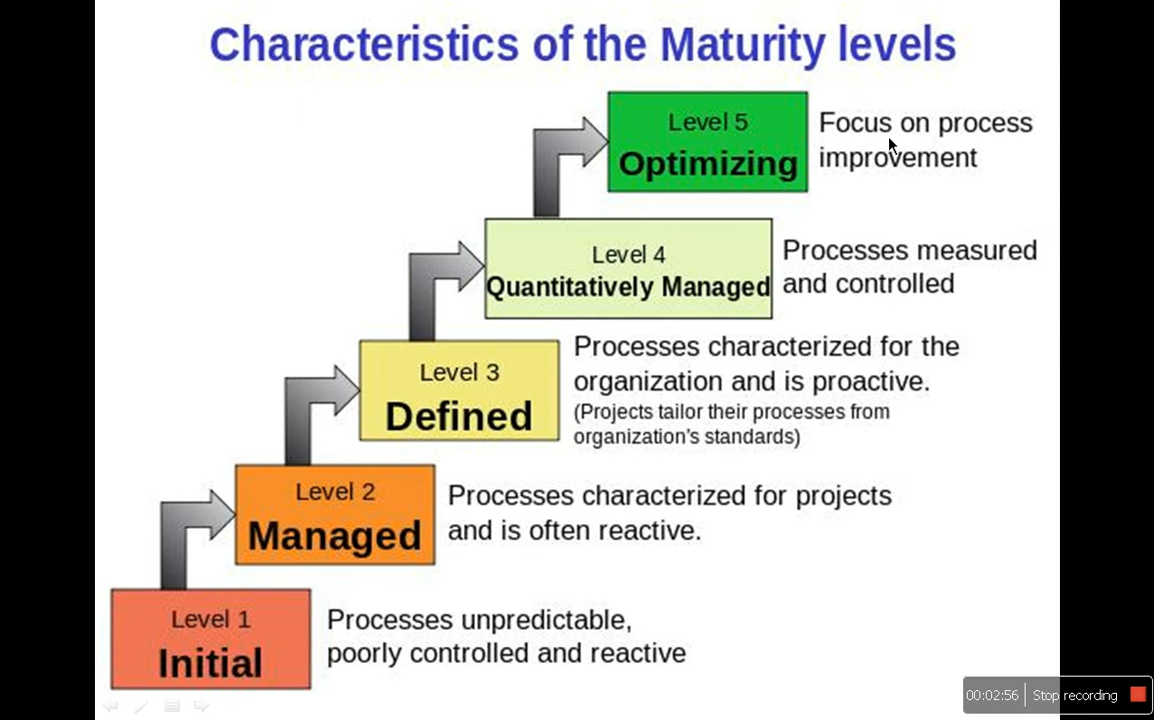 Characteristics of the Maturity levels
Level 5
Optimizing
Focus on process
improvement
Level 4
Quantitatively Managed
Processes measured
and controlled
Level 3
Defined
Processes characterized for the
organization and is proactive.
(Projects tailor their processes from
organization's standards)
Level 2
Managed
Processes characterized for projects
and is often reactive.
Level 1
Initial
Processes unpredictable,
poorly controlled and reactive
00:02:56 Stop recording